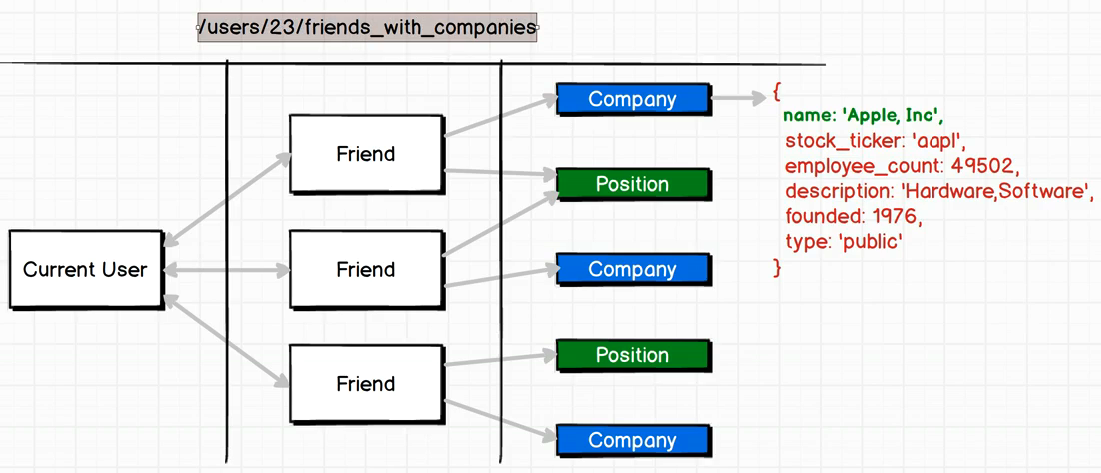 /users/23/friends_with_companies
Current User
Friend
Friend
Friend
Company
Position
Company
Position
Company
{
name: 'Apple, Inc',
stock_ticker: 'aapl',
employee_count: 49502,
description: 'Hardware,Software',
founded: 1976,
type: 'public'
}